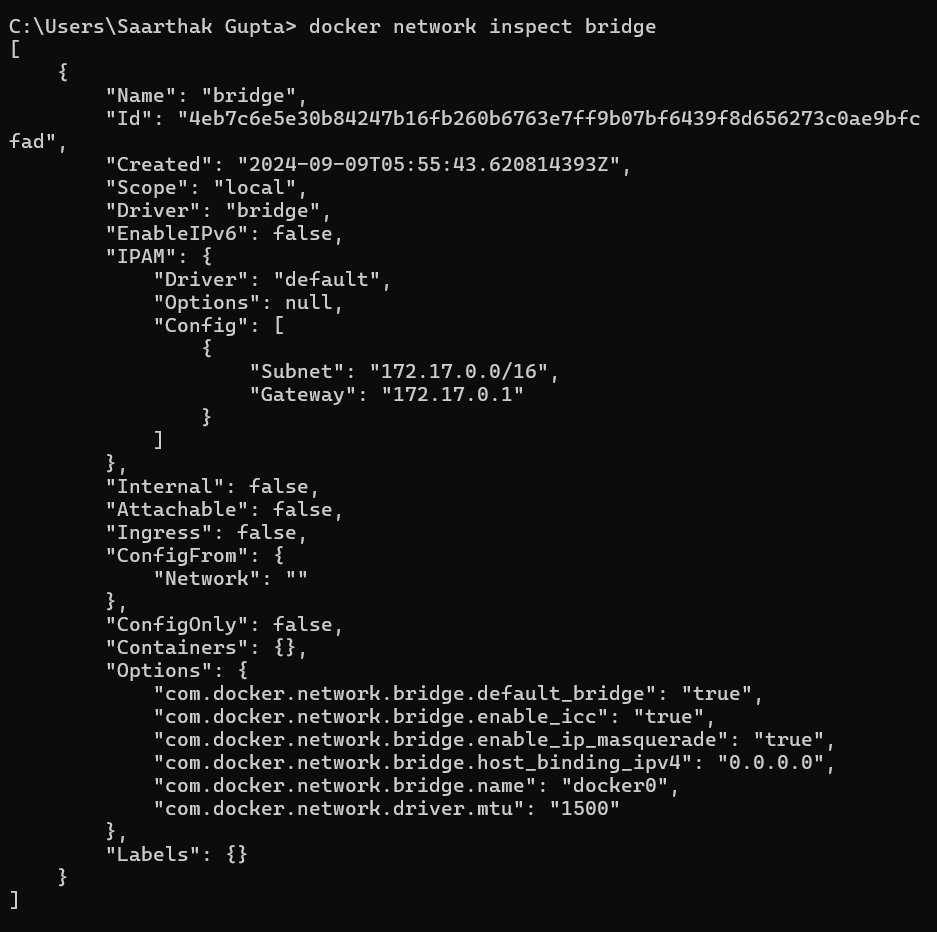 C:\Users\Saarthak Gupta> docker network inspect bridge
[
    {
        "Name": "bridge",
        "Id": "4eb7c6e5e30b84247b16fb260b6763e7ff9b07bf6439f8d656273c0ae9bfc
fad",
        "Created": "2024-09-09T05:55:43.620814393Z",
        "Scope": "local",
        "Driver": "bridge",
        "EnableIPv6": false,
        "IPAM": {
            "Driver": "default",
            "Options": null,
            "Config": [
                {
                    "Subnet": "172.17.0.0/16",
                    "Gateway": "172.17.0.1"
                }
            ]
        },
        "Internal": false,
        "Attachable": false,
        "Ingress": false,
        "ConfigFrom": {
            "Network": ""
        },
        "ConfigOnly": false,
        "Containers": {},
        "Options": {
            "com.docker.network.bridge.default_bridge": "true",
            "com.docker.network.bridge.enable_icc": "true",
            "com.docker.network.bridge.enable_ip_masquerade": "true",
            "com.docker.network.bridge.host_binding_ipv4": "0.0.0.0",
            "com.docker.network.bridge.name": "docker0",
            "com.docker.network.driver.mtu": "1500"
        },
        "Labels": {}
    }
]